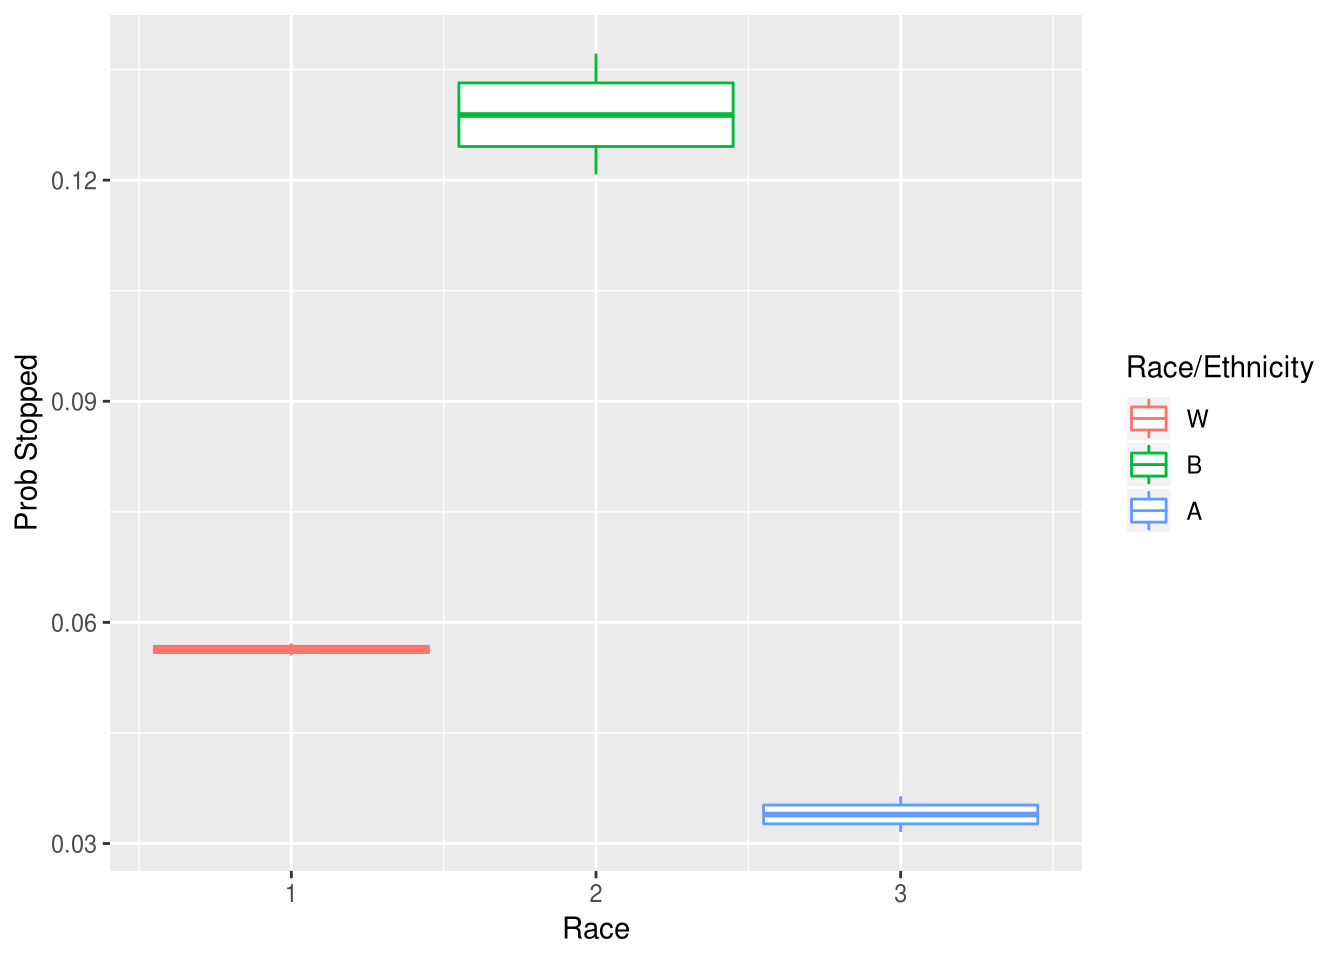 Prob Stopped
0.12
0.09
0.06
0.03
1 2 3
Race
Race/Ethnicity
W
B
A